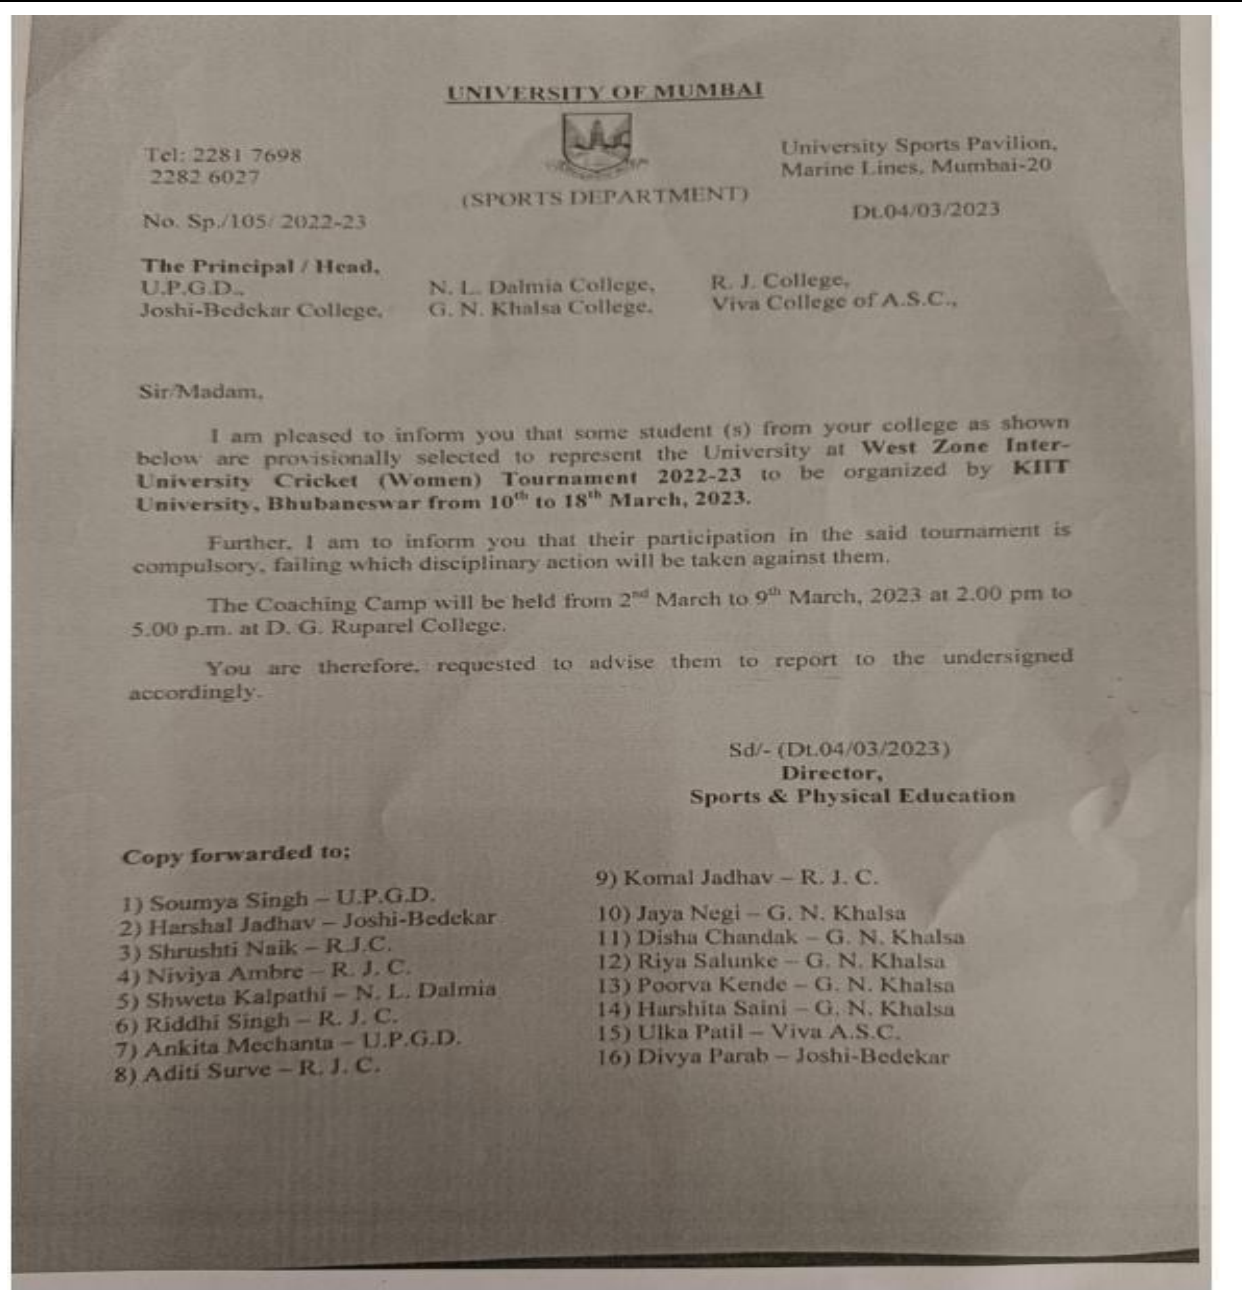 UNIVERSITY OF MUMBAI
Tel: 2281 7698
2282 6027
University Sports Pavilion,
Marine Lines, Mumbai-20
(SPORTS DEPARTMENT)
No. Sp./105/ 2022-23
Dt.04/03/2023
The Principal / Head,
U.P.G.D., N. L. Dalmia College, R. J. College,
Joshi-Bedekar College, G. N. Khalsa College, Viva College of A.S.C.,
Sir/Madam,
I am pleased to inform you that some student (s) from your college as shown
below are provisionally selected to represent the University at West Zone Inter-
University Cricket (Women) Tournament 2022-23 to be organized by KIIT
University, Bhubaneswar from 10th to 18th March, 2023.
Further, I am to inform you that their participation in the said tournament is
compulsory, failing which disciplinary action will be taken against them.
The Coaching Camp will be held from 2nd March to 9th March, 2023 at 2.00 pm to
5.00 p.m. at D. G. Ruparel College.
You are therefore, requested to advise them to report to the undersigned
accordingly.
Sd/- (Dt.04/03/2023)
Director,
Sports & Physical Education
Copy forwarded to;
1) Soumya Singh – U.P.G.D.
2) Harshal Jadhav – Joshi-Bedekar
3) Shrushti Naik – R.J.C.
4) Niviya Ambre – R. J. C.
5) Shweta Kalpathi – N. L. Dalmia
6) Riddhi Singh – R. J. C.
7) Ankita Mechanta – U.P.G.D.
8) Aditi Surve – R. J. C.
9) Komal Jadhav – R. J. C.
10) Jaya Negi – G. N. Khalsa
11) Disha Chandak – G. N. Khalsa
12) Riya Salunke – G. N. Khalsa
13) Poorva Kende – G. N. Khalsa
14) Harshita Saini – G. N. Khalsa
15) Ulka Patil – Viva A.S.C.
16) Divya Parab – Joshi-Bedekar